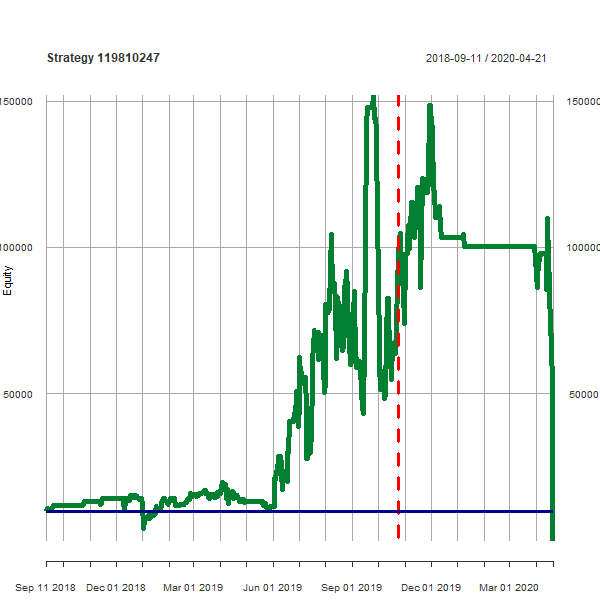 Strategy 119810247
2018-09-11 / 2020-04-21
150000 150000
100000 100000
Equity
50000 50000
Sep 11 2018 Dec 01 2018 Mar 01 2019 Jun 01 2019 Sep 01 2019 Dec 01 2019 Mar 01 2020